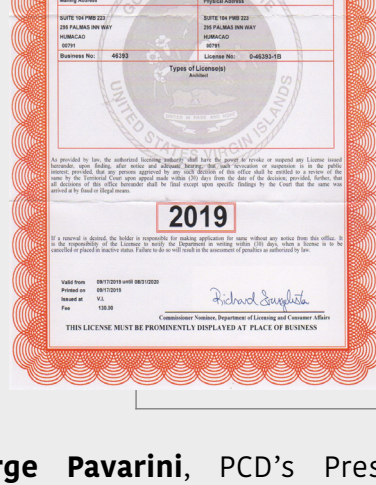 Mailing Address Physical Address
SUITE 104 PMB 223 SUITE 104 PMB 223
295 PALMAS INN WAY 295 PALMAS INN WAY
HUMACAO HUMACAO
00791 00791
Business No: 46393 License No: 0-46393-1B
Types of License(s)
Architect
UNITED STATES VIRGIN ISLANDS
As provided by law, the authorized licensing authority shall have the power to revoke or suspend any License issued
hereunder, upon finding, after notice and adequate hearing, that such revocation or suspension is in the public
interest; provided, that any persons aggrieved by any such decision of this office shall be entitled to a review of the
same by the Territorial Court upon appeal made within (30) days from the date of the decision, provided, further, that
all decisions of this office hereunder shall be final except upon specific findings by the Court that the same was
arrived at by fraud or illegal means.
2019
If a renewal is desired, the holder is responsible for making application for same without any notice from this office. It
is the responsibility of the Licensee to notify the Department in writing within (30) days, when a license is to be
cancelled or placed in inactive status. Failure to do so will result in the assessment of penalties as authorized by law.
Valid from 09/17/2019 until 08/31/2020
Printed on 09/17/2019
Issued at V.I.
Fee 130.00
Commissioner Nominee, Department of Licensing and Consumer Affairs
THIS LICENSE MUST BE PROMINENTLY DISPLAYED AT PLACE OF BUSINESS
rge Pavarini, PCD's Pres